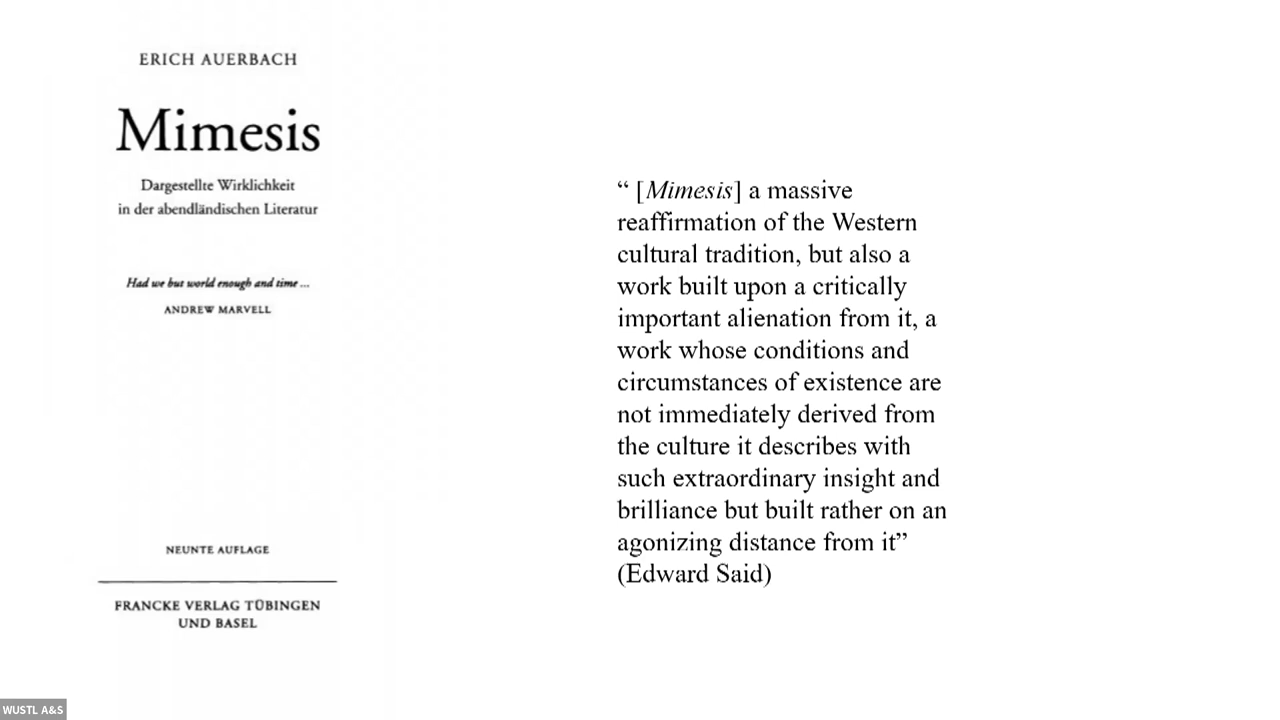 ERICH AUERBACH
Mimesis
Dargestellte Wirklichkeit
in der abendländischen Literatur
Had we but world enough and time ...
ANDREW MARVELL
NEUNTE AUFLAGE
FRANCKE VERLAG TÜBINGEN
UND BASEL
“ [Mimesis] a massive
reaffirmation of the Western
cultural tradition, but also a
work built upon a critically
important alienation from it, a
work whose conditions and
circumstances of existence are
not immediately derived from
the culture it describes with
such extraordinary insight and
brilliance but built rather on an
agonizing distance from it”
(Edward Said)
WUSTL A&S